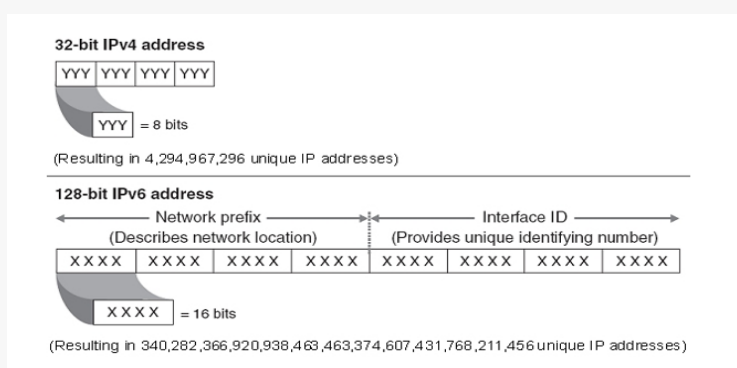 32-bit IPv4 address
YYY YYY YYY YYY
YYY = 8 bits
(Resulting in 4,294,967,296 unique IP addresses)
128-bit IPv6 address
Network prefix Interface ID
(Describes network location) (Provides unique identifying number)
XXXX XXXX XXXX XXXX XXXX XXXX XXXX XXXX
XXXX = 16 bits
(Resulting in 340,282,366,920,938,463,463,374,607,431,768,211,456 unique IP addresses)